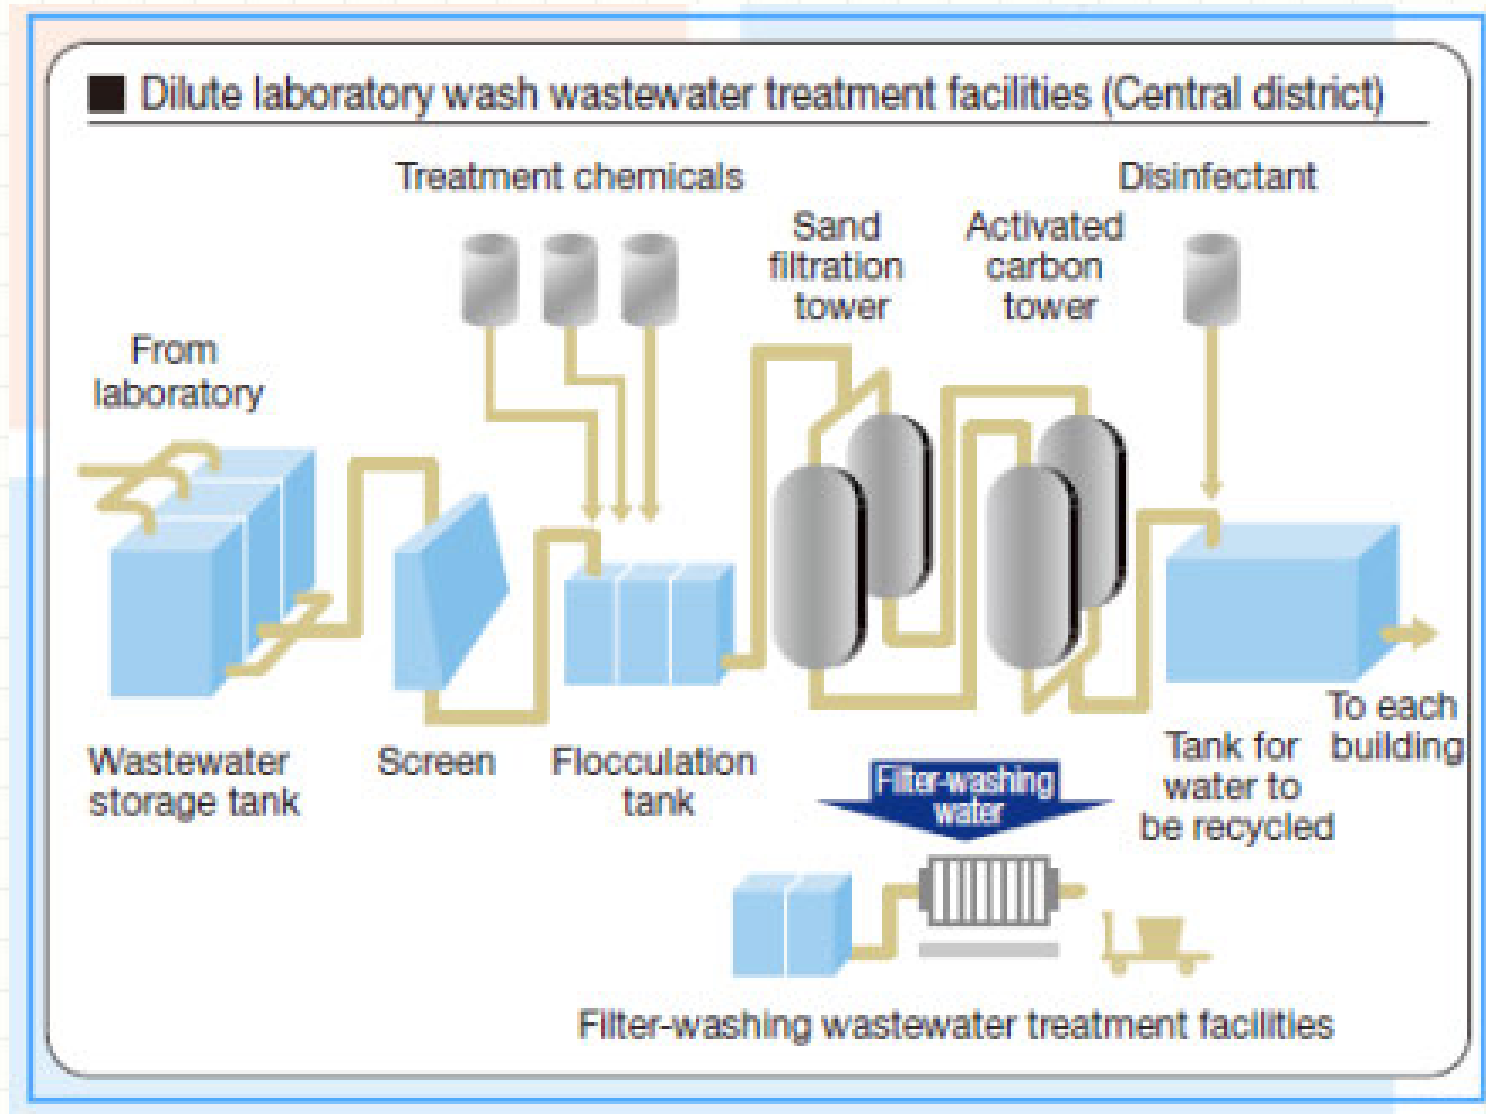 ■ Dilute laboratory wash wastewater treatment facilities (Central district)
Treatment chemicals
Disinfectant
Sand
filtration
tower
Activated
carbon
tower
From
laboratory
Wastewater
storage tank
Screen
Flocculation
tank
To each
building
Tank for
water to
be recycled
Filter-washing
water
Filter-washing wastewater treatment facilities